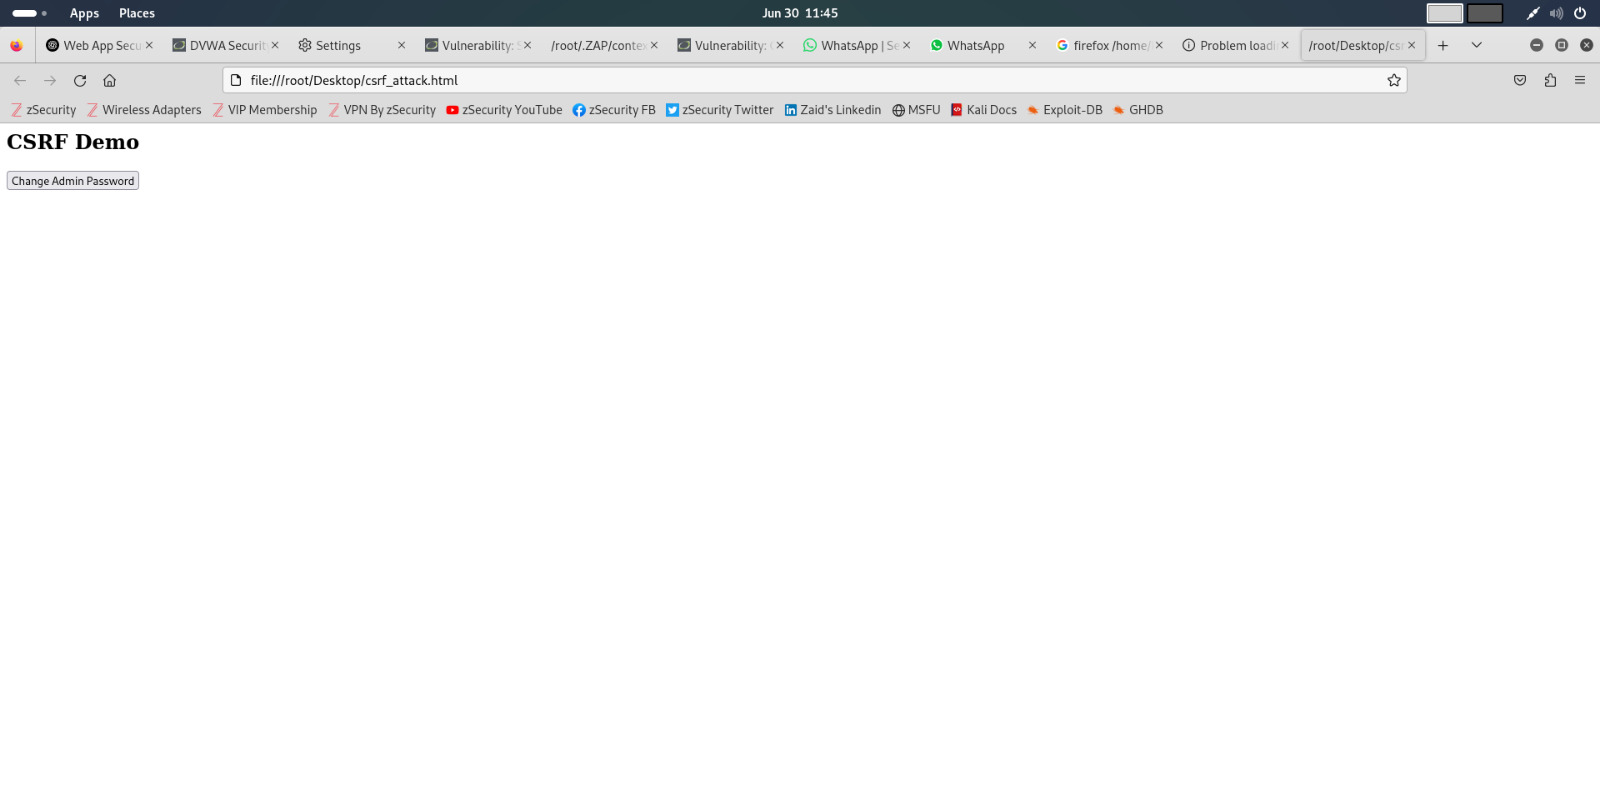 Apps Places Jun 30 11:45
Web App Secu DVWA Securit Settings Vulnerability: S /root/.ZAP/conte Vulnerability: WhatsApp | Se WhatsApp firefox /home/ Problem loadi /root/Desktop/csr
file:///root/Desktop/csrf_attack.html
zSecurity Wireless Adapters VIP Membership VPN By zSecurity zSecurity YouTube zSecurity FB zSecurity Twitter Zaid's Linkedin MSFU Kali Docs Exploit-DB GHDB
CSRF Demo
Change Admin Password